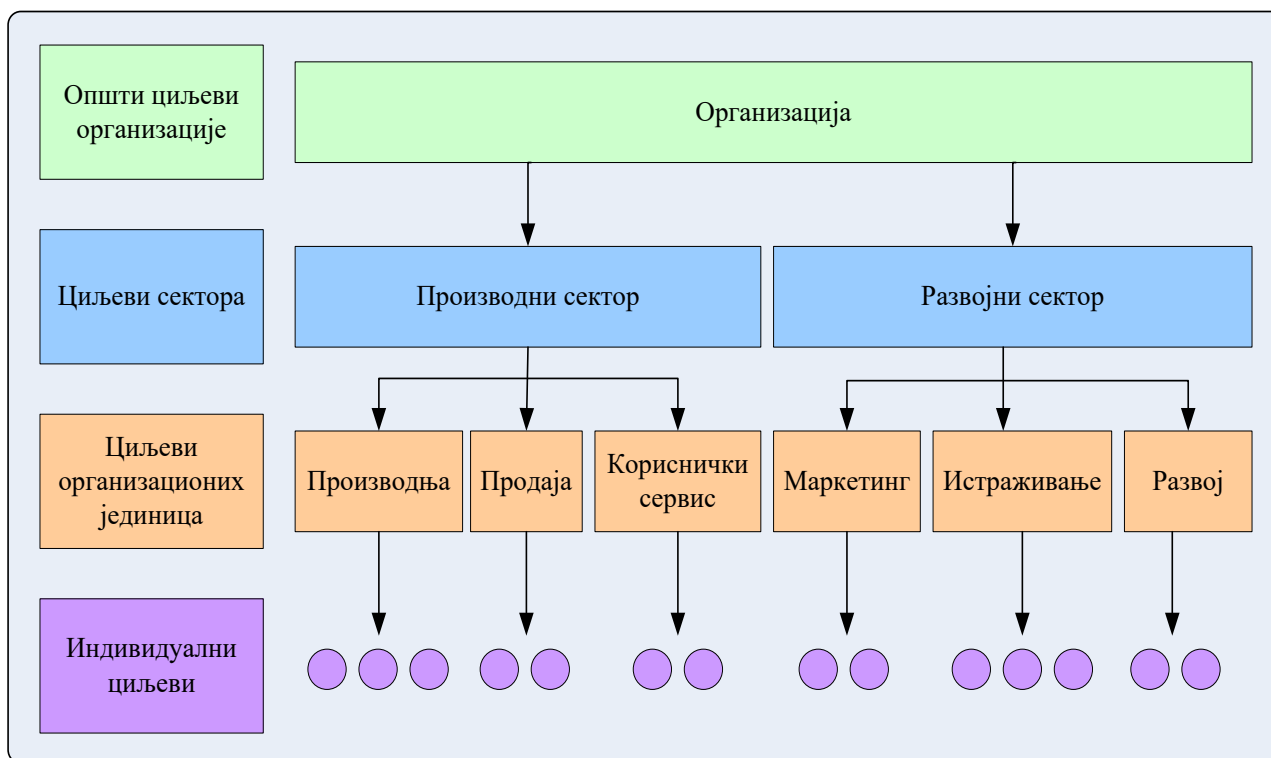 Општи циљеви
организације
Организација
Циљеви сектора
Производни сектор
Развојни сектор
Циљеви
организационих
јединица
Производња
Продаја
Кориснички
сервис
Маркетинг
Истраживање
Развој
Индивидуални
циљеви